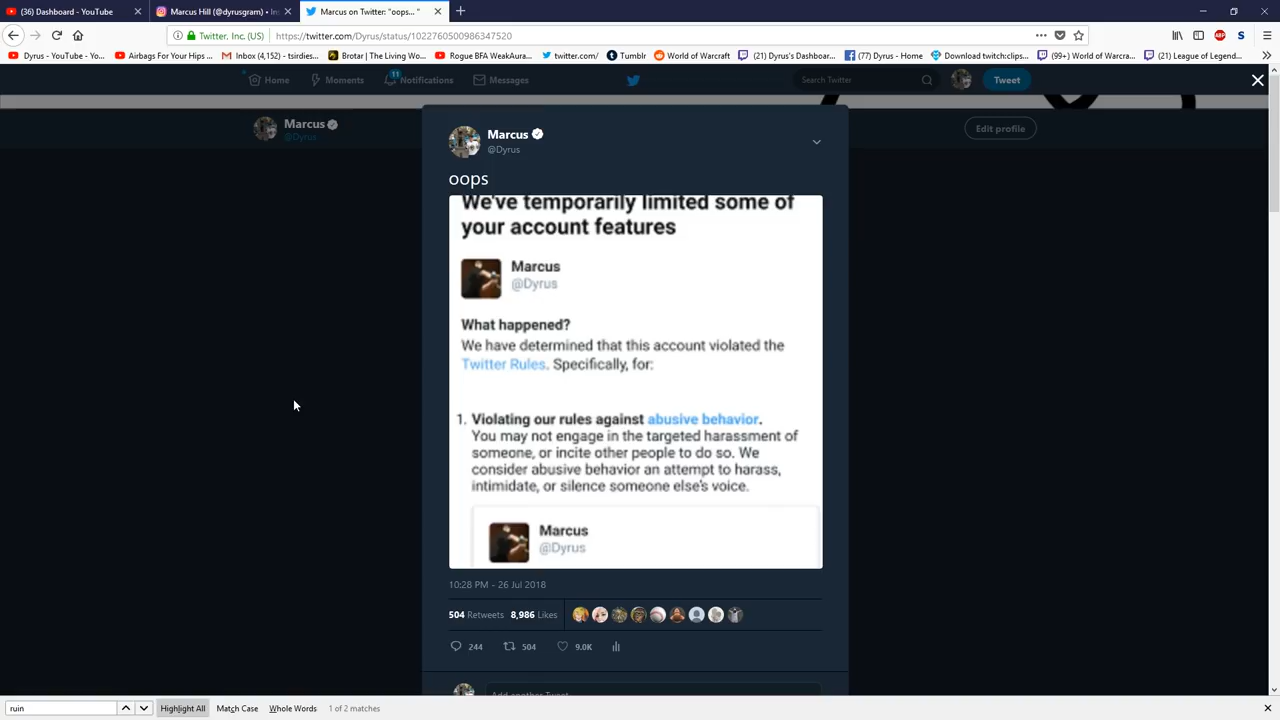 (36) Dashboard - YouTube
Marcus Hill (@dyrusgram) • Ins
Marcus on Twitter: "oops... "
Twitter, Inc. (US)
https://twitter.com/Dyrus/status/1022760500986347520
Dyrus - YouTube - Yo...
Airbags For Your Hips ...
Inbox (4,152) - tsirdies...
Brotar | The Living Wo...
Rogue BFA WeakAura...
twitter.com/
Tumblr
World of Warcraft
(21) Dyrus's Dashboar...
(77) Dyrus - Home
Download twitch:clips...
(99+) World of Warcra...
(21) League of Legend...
Home
Moments
11
Notifications
Messages
Search Twitter
Tweet
Marcus
@Dyrus
Edit profile
Marcus
@Dyrus
oops
We've temporarily limited some of
your account features
Marcus
@Dyrus
What happened?
We have determined that this account violated the
Twitter Rules. Specifically, for:
1. Violating our rules against abusive behavior.
You may not engage in the targeted harassment of
someone, or incite other people to do so. We
consider abusive behavior an attempt to harass,
intimidate, or silence someone else's voice.
Marcus
@Dyrus
10:28 PM - 26 Jul 2018
504 Retweets 8,986 Likes
244
504
9.0K
Add another Tweet
ruin
Highlight All
Match Case
Whole Words
1 of 2 matches